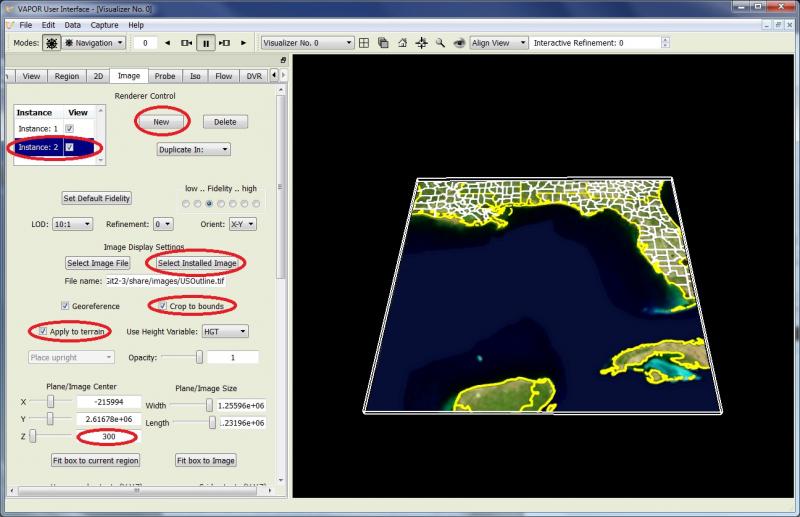 VAPOR User Interface - [Visualizer No. 0]
File Edit Data Capture Help
Modes: Navigation 0 Visualizer No. 0 Align View Interactive Refinement: 0
View Region 2D Image Probe Iso Flow DVR
Renderer Control
Instance View
Instance: 1
Instance: 2
New
Delete
Duplicate In:
low .. Fidelity .. high
Set Default Fidelity
LOD: 10:1 Refinement: 0 Orient: X-Y
Image Display Settings
Select Image File Select Installed Image
File name: Git2-3/share/images/USOutline.tif
Georeference Crop to bounds
Apply to terrain Use Height Variable: HGT
Place upright Opacity: 1
Plane/Image Center Plane/Image Size
X -215994
Width 1.25596e+06
Y 2.61678e+06
Length .23196e+06
Z 300
Fit box to current region Fit box to Image